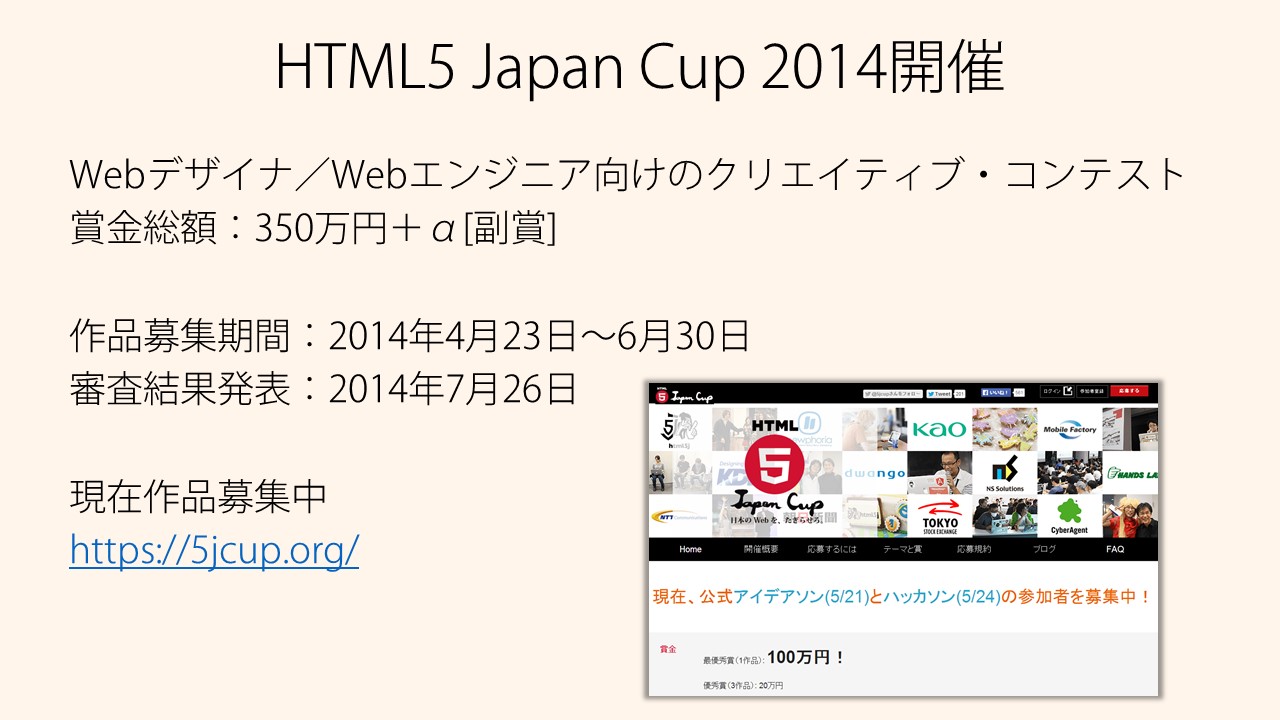 HTML5 Japan Cup 2014開催
Webデザイナ／Webエンジニア向けのクリエイティブ・コンテスト
賞金総額：350万円＋α[副賞]
作品募集期間：2014年4月23日～6月30日
審査結果発表：2014年7月26日
現在作品募集中
https://5jcup.org/
HTML
5 Japan Cup
Tweet
いいね！
ログイン
参加者登録
応募する
html5j
HTML
5
Japan Cup
日本のWebを、たぎらせろ。
KAO
Mobile Factory
dwango
NS Solutions
HANDS LA
NTT Communications
TOKYO
STOCK EXCHANGE
CyberAgent
Home 開催概要 応募するには テーマと賞 応募規約 ブログ FAQ
現在、公式アイデアソン(5/21)とハッカソン(5/24)の参加者を募集中！
賞金
最優秀賞(1作品)： 100万円！
優秀賞(3作品)： 20万円